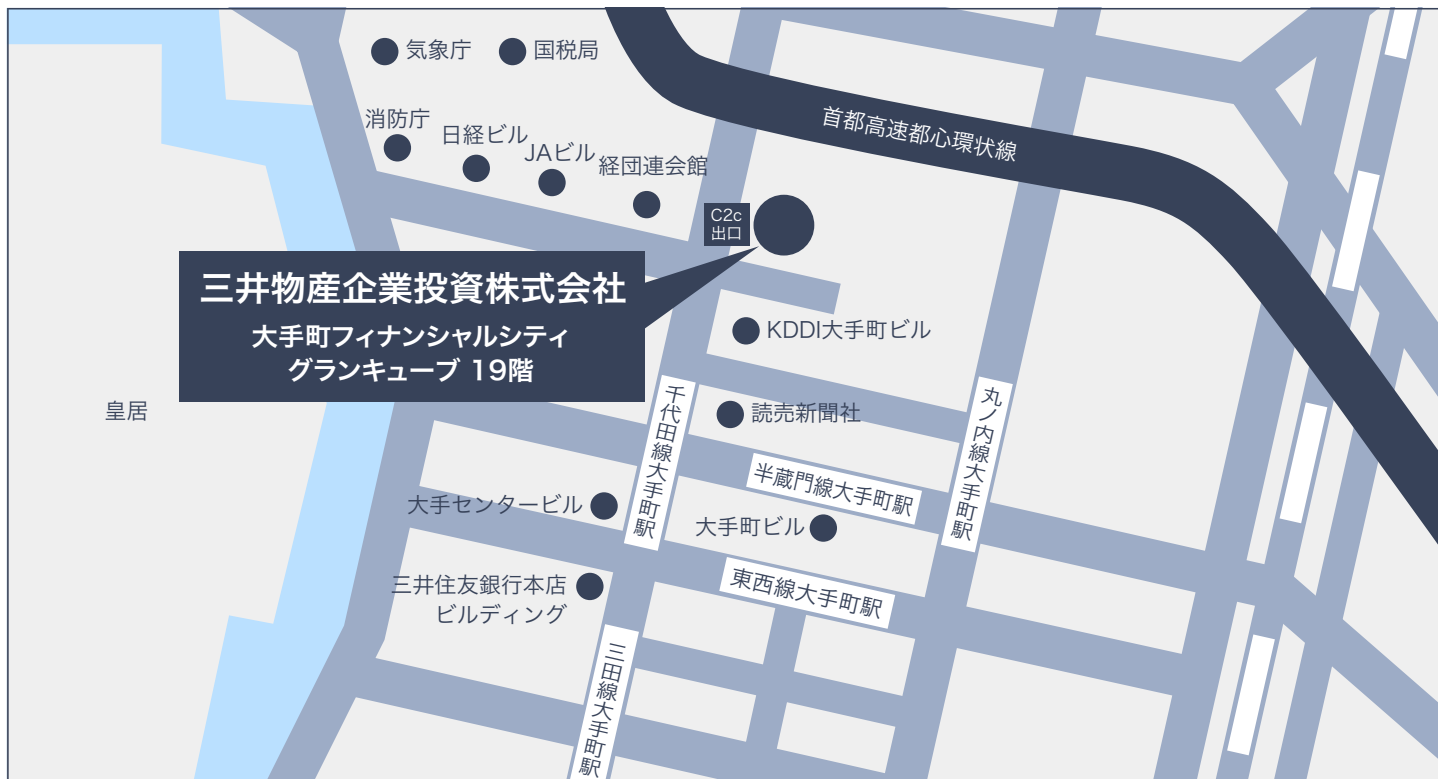 気象庁
国税局
消防庁
日経ビル
JAビル
経団連会館
首都高速都心環状線
C2c
出口
三井物産企業投資株式会社
大手町フィナンシャルシティ
グランキューブ 19階
KDDI大手町ビル
皇居
千代田線大手町駅
読売新聞社
丸ノ内線大手町駅
半蔵門線大手町駅
大手センタービル
大手町ビル
東西線大手町駅
三井住友銀行本店
ビルディング
三田線大手町駅